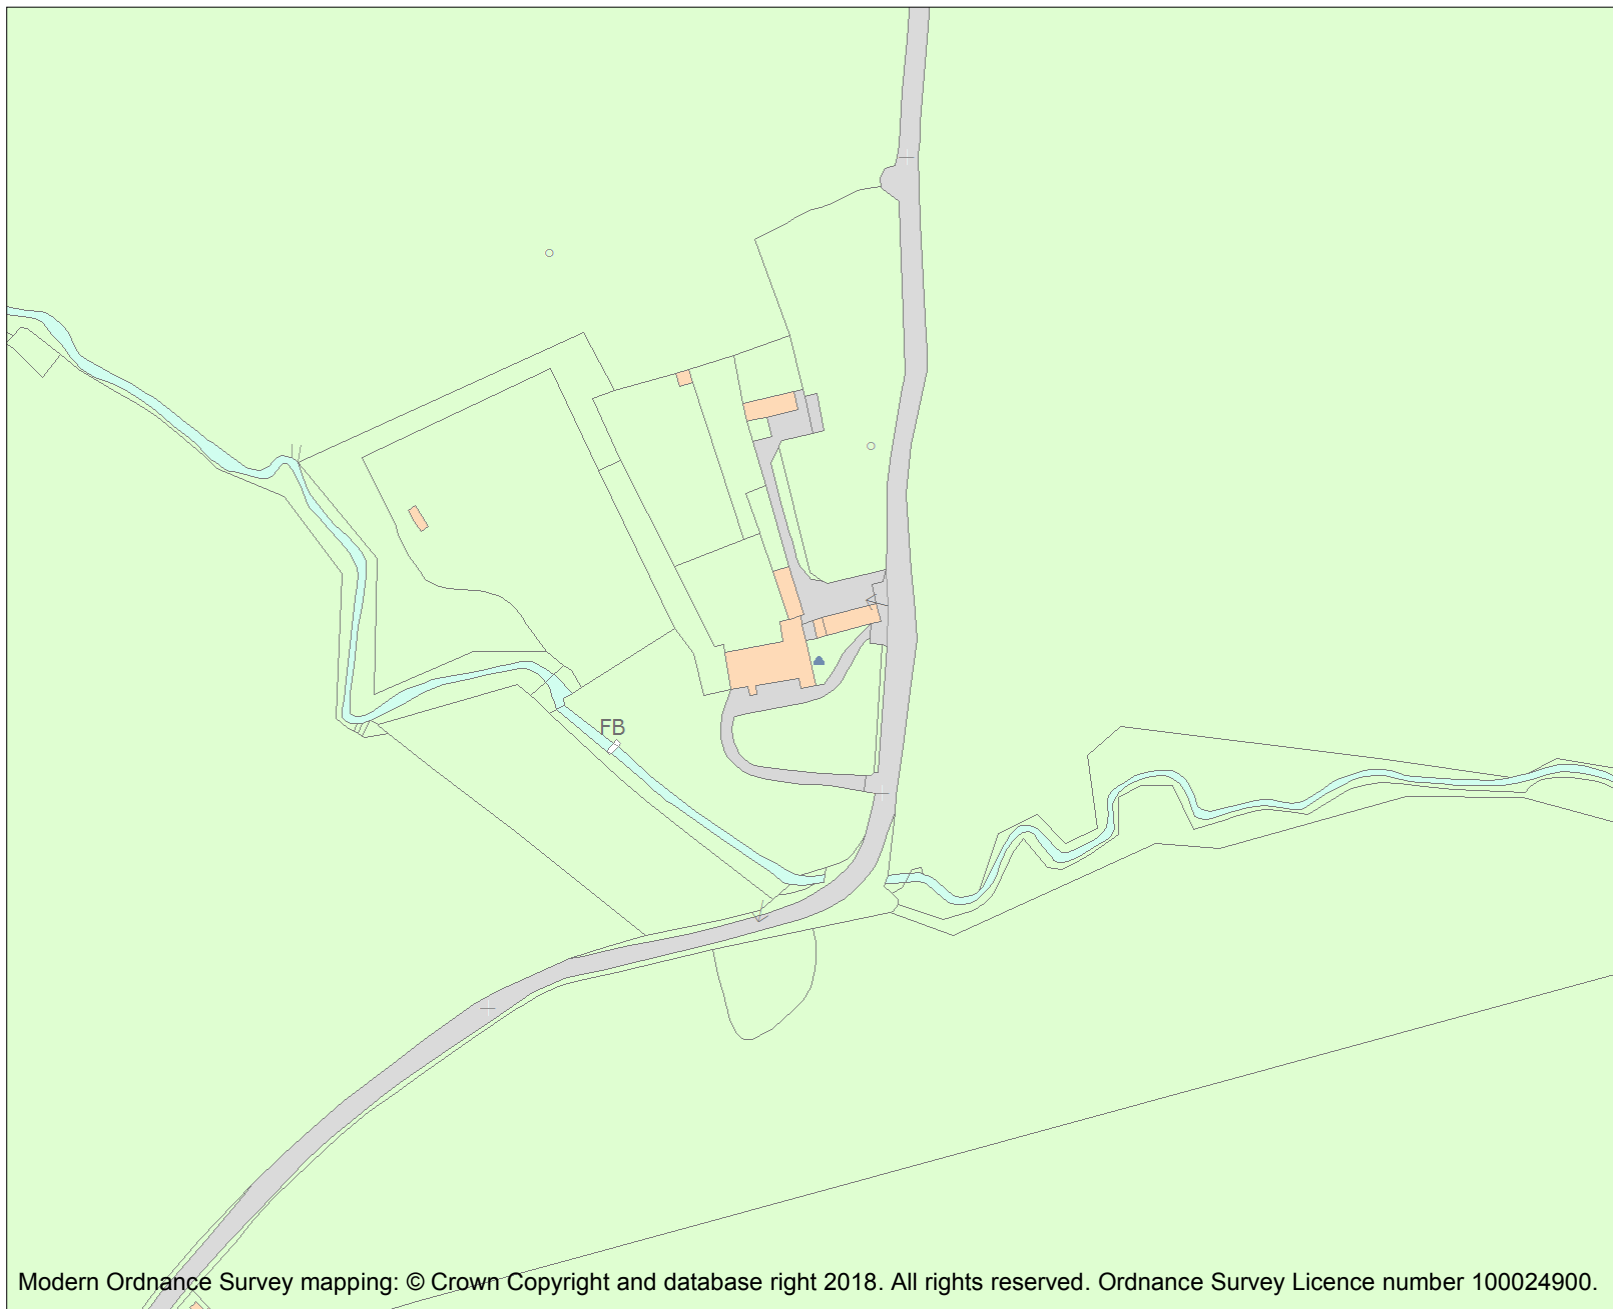 FB
Modern Ordnance Survey mapping: © Crown Copyright and database right 2018. All rights reserved. Ordnance Survey Licence number 100024900.